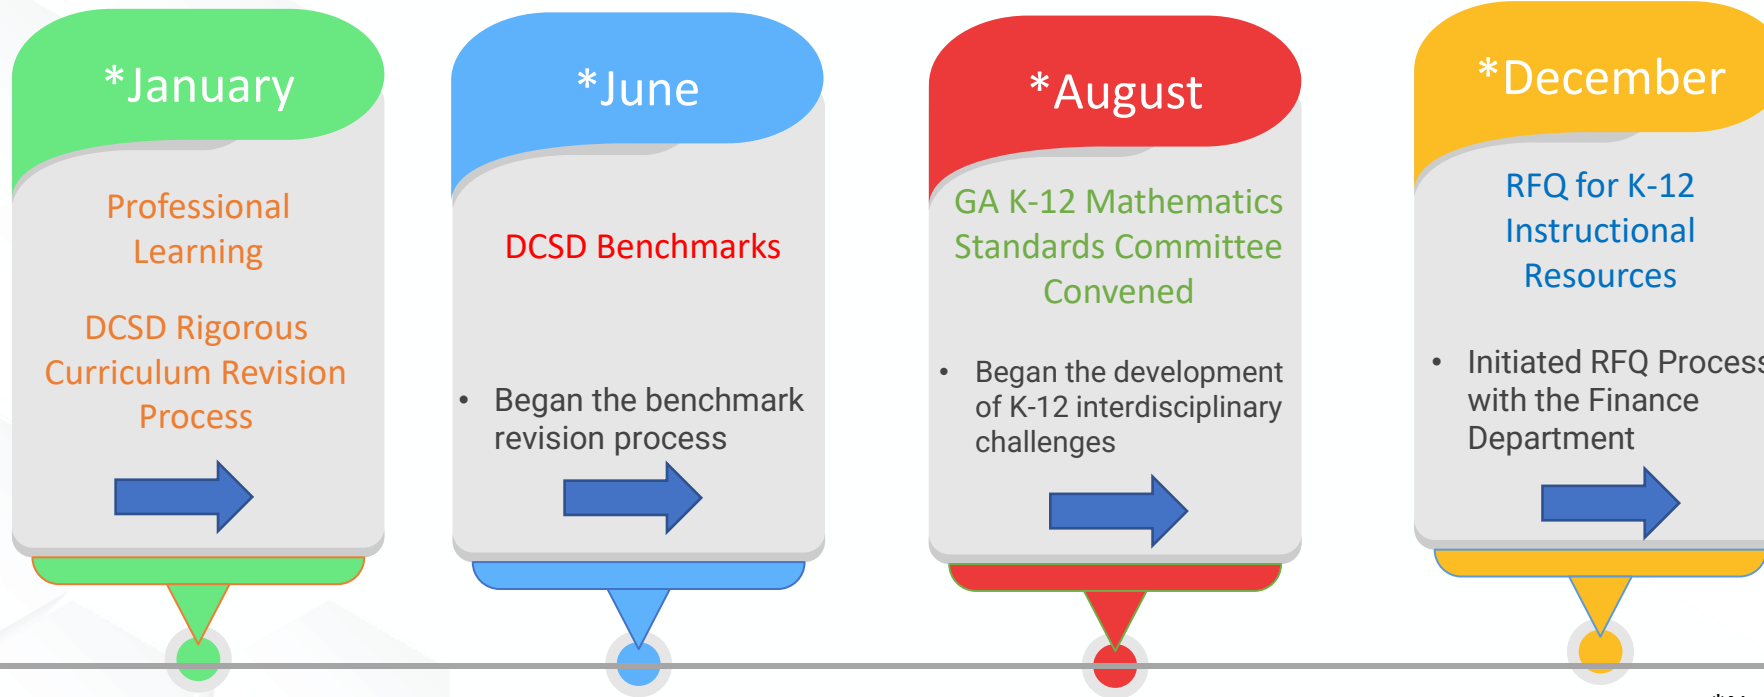 *January
Professional
Learning
DCSD Rigorous
Curriculum Revision
Process
*June
DCSD Benchmarks
• Began the benchmark
revision process
*August
GA K-12 Mathematics
Standards Committee
Convened
• Began the development
of K-12 interdisciplinary
challenges
*December
RFQ for K-12
Instructional
Resources
• Initiated RFQ Process
with the Finance
Department